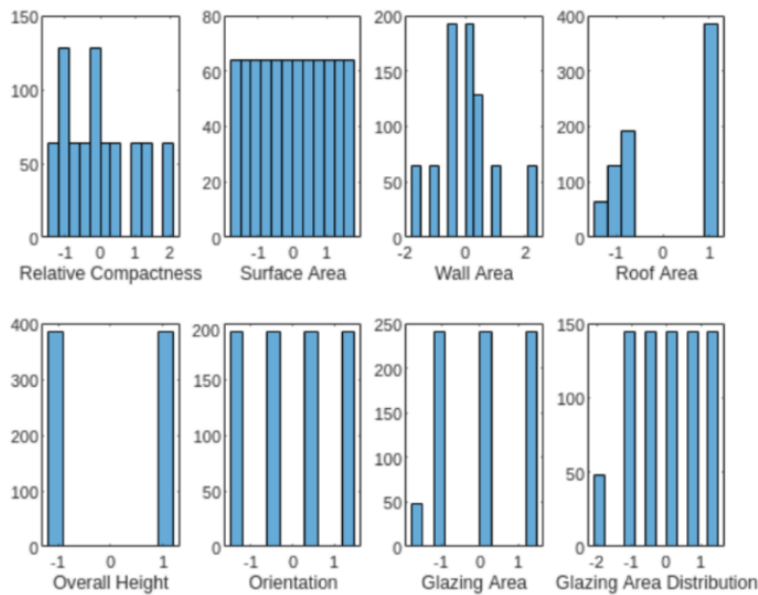 150 80 200 400
100 60 150 300
40 100 200
50 20 50 100
0 0 0 0
-1 0 1 2 -1 0 1 -2 0 2 -1 0 1
Relative Compactness Surface Area Wall Area Roof Area
400 200 250 150
300 150 200 100
200 100 150
100 50 100 50
50
0 0 0 0
-1 0 1 -1 0 1 -1 0 1 -2 -1 0 1
Overall Height Orientation Glazing Area Glazing Area Distribution